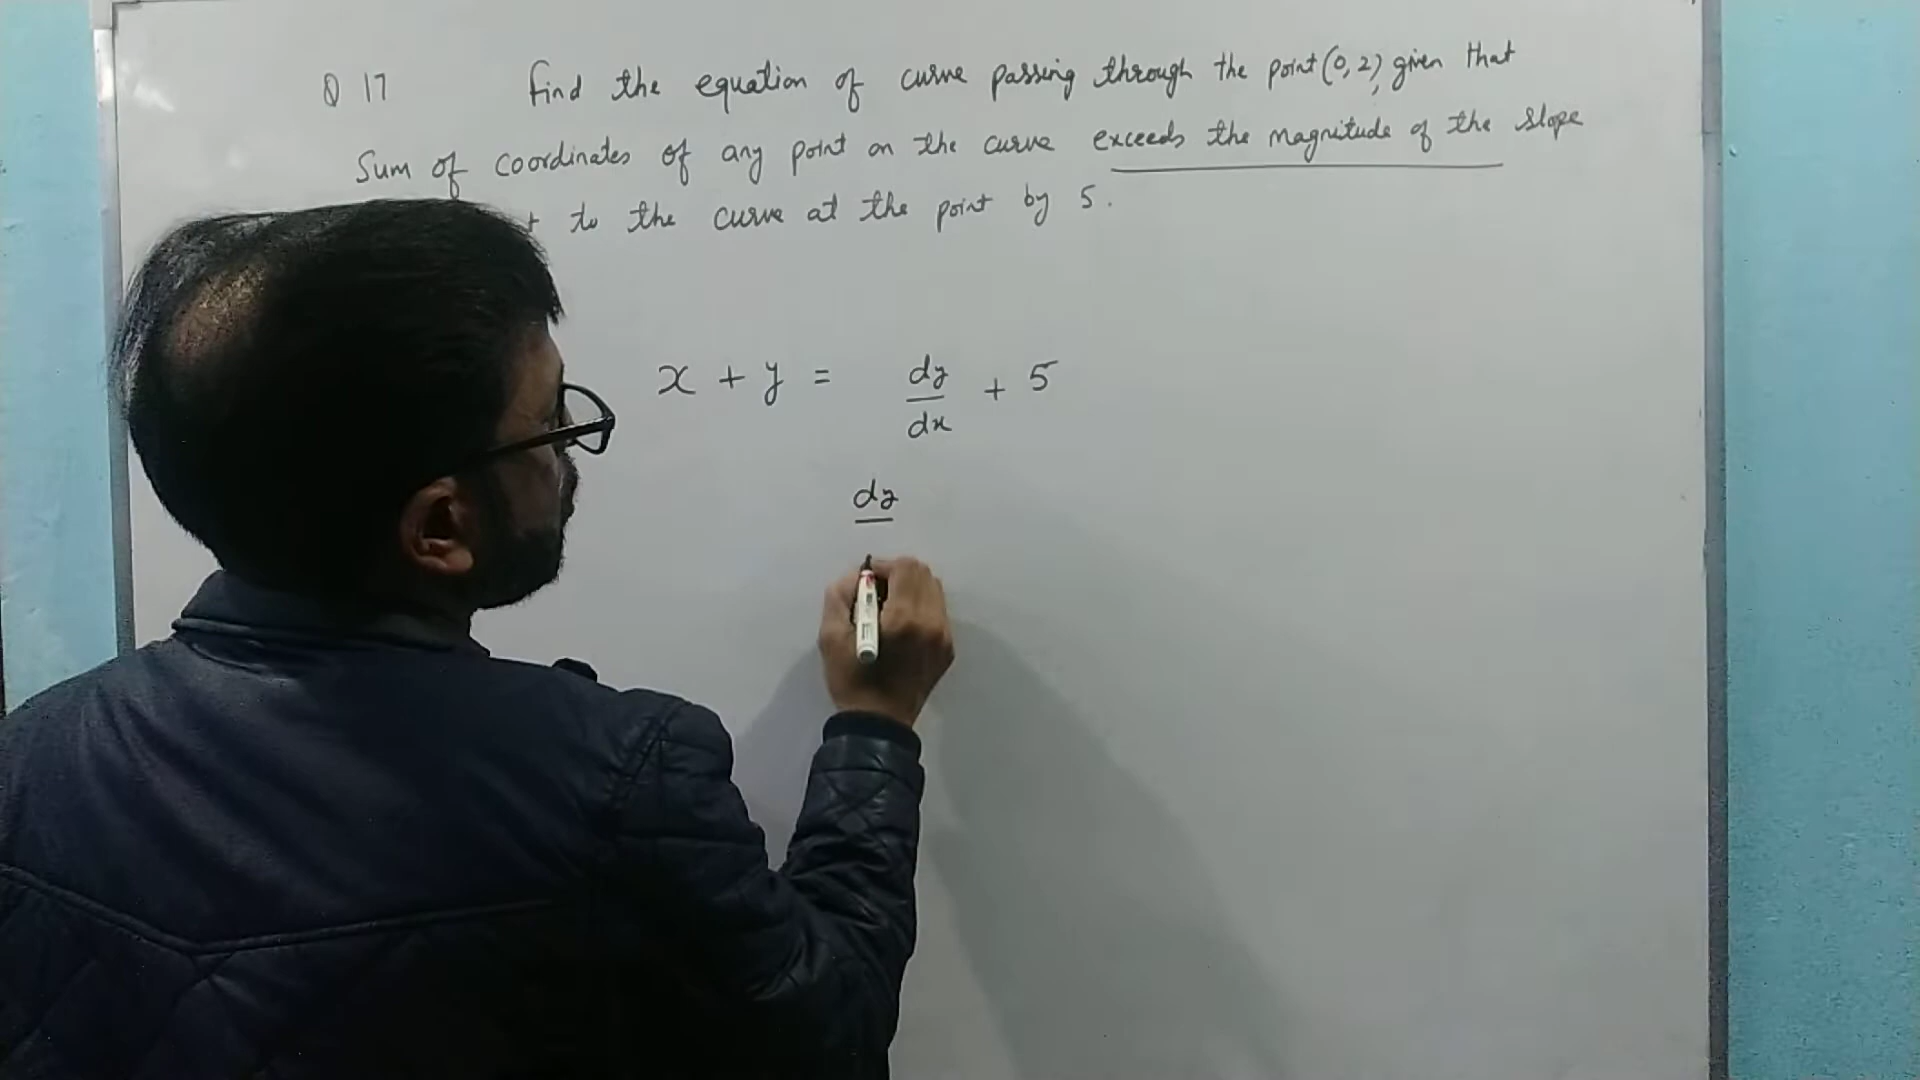 Q 17 find the equation of curve passing through the point (0, 2), given that
Sum of coordinates of any point on the curve exceeds the magnitude of the slope
to the curve at the point by 5.
x + y = dy/dx + 5
dy